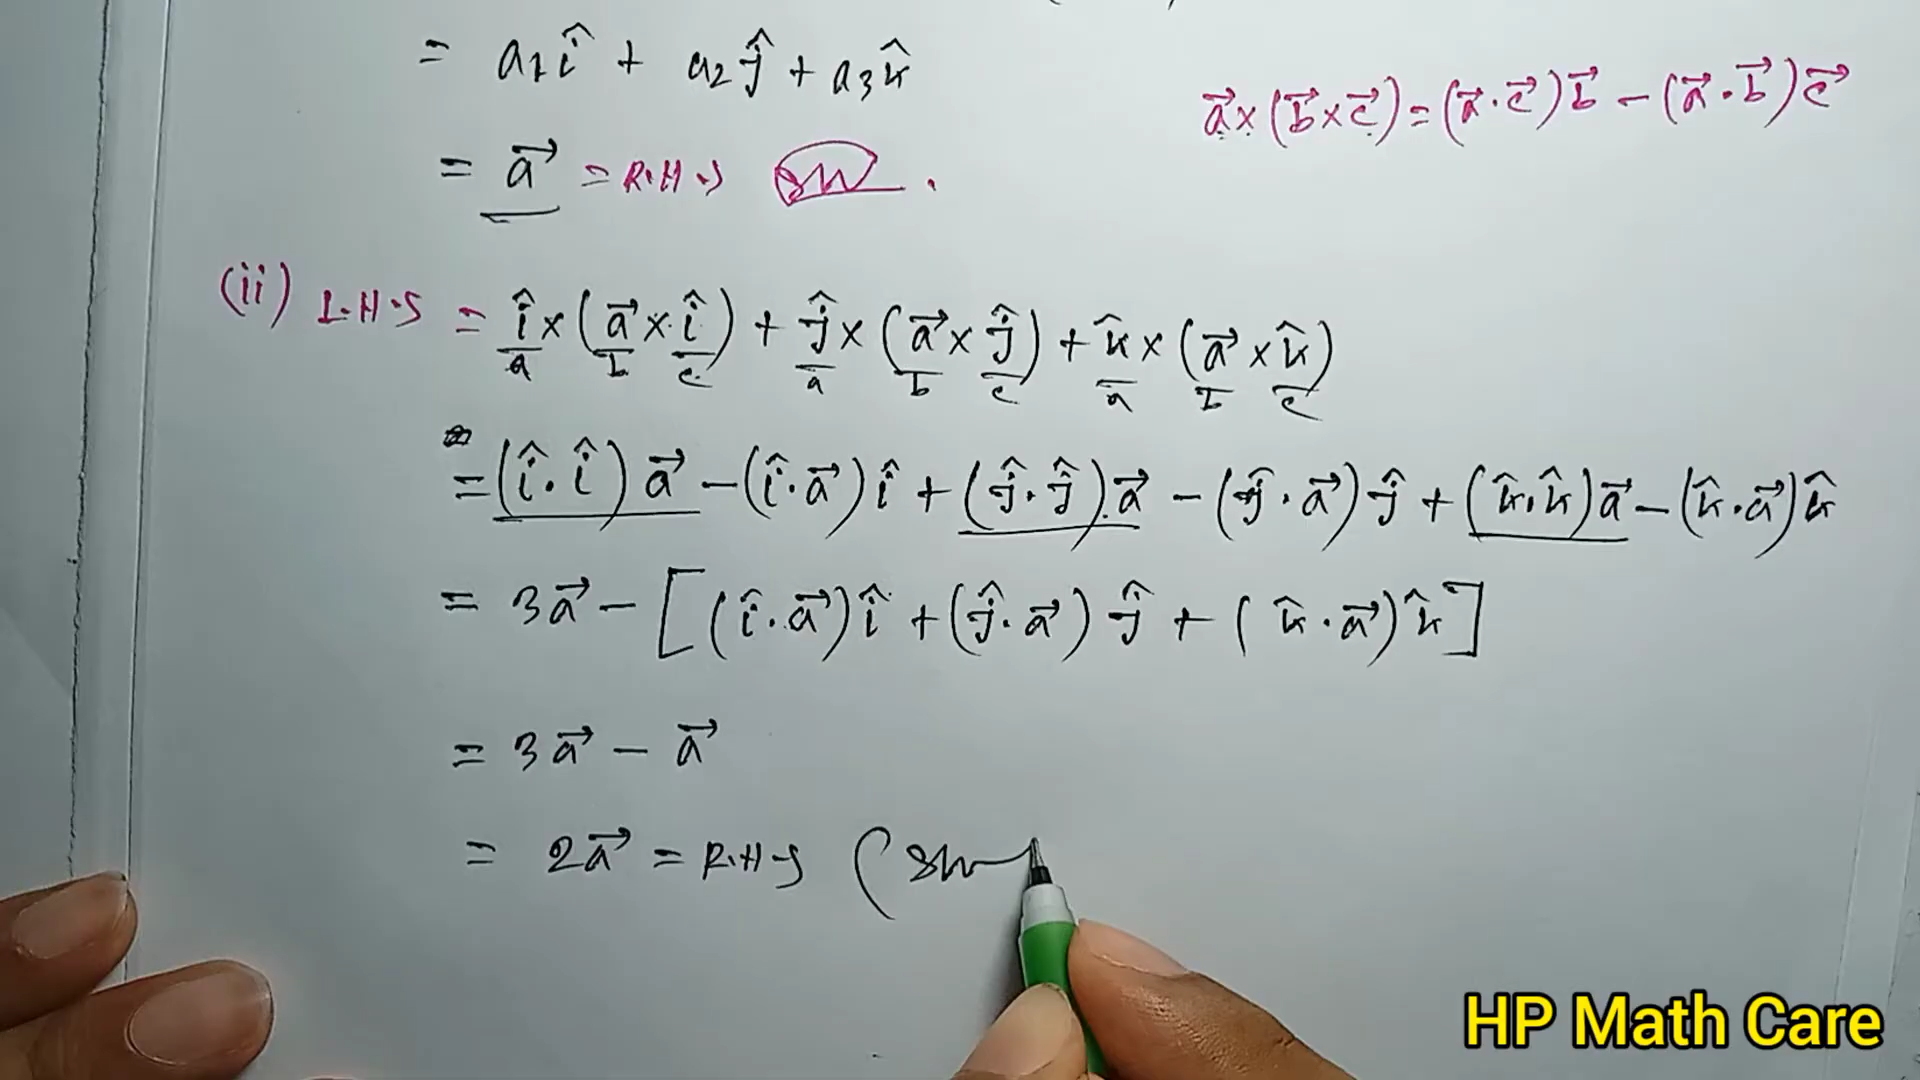 = a₁î + a₂ĵ + a₃k̂
a⃗×(b⃗×c⃗)=(a⃗·c⃗)b⃗-(a⃗·b⃗)c⃗
= a⃗ = R.H.S
(ii) L.H.S = î×(a⃗×î)+ĵ×(a⃗×ĵ)+k̂×(a⃗×k̂)
a b c a b c a b c
=(î·î)a⃗-(î·a⃗)î+(ĵ·ĵ)a⃗-(ĵ·a⃗)ĵ+(k̂·k̂)a⃗-(k̂·a⃗)k̂
= 3a⃗-[(î·a⃗)î+(ĵ·a⃗)ĵ+(k̂·a⃗)k̂]
= 3a⃗ - a⃗
= 2a⃗ = R.H.S
HP Math Care